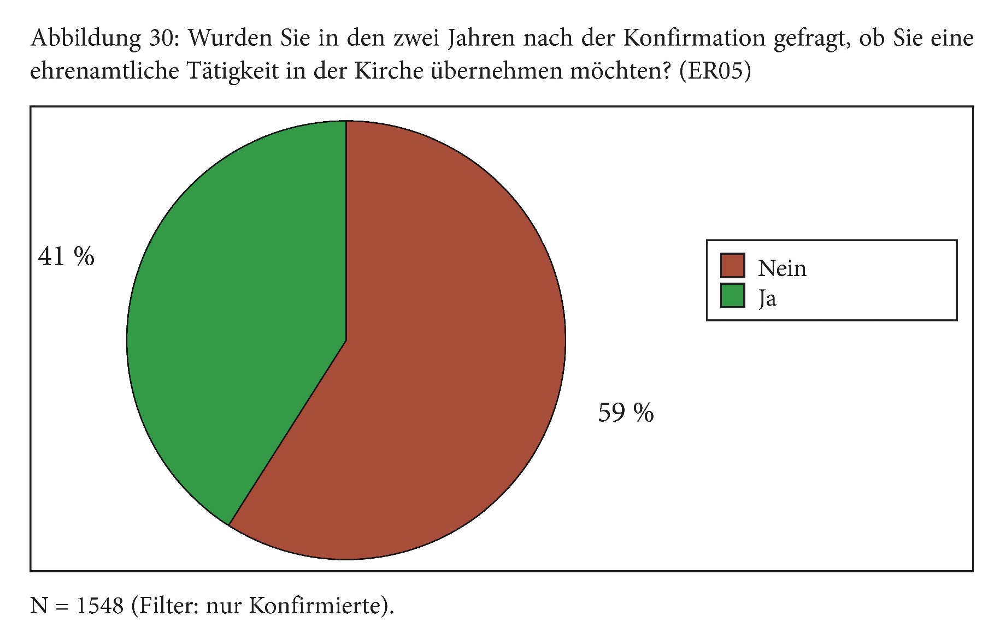 Abbildung 30: Wurden Sie in den zwei Jahren nach der Konfirmation gefragt, ob Sie eine
ehrenamtliche Tätigkeit in der Kirche übernehmen möchten? (ER05)
41 %
Nein
Ja
59 %
N = 1548 (Filter: nur Konfirmierte).